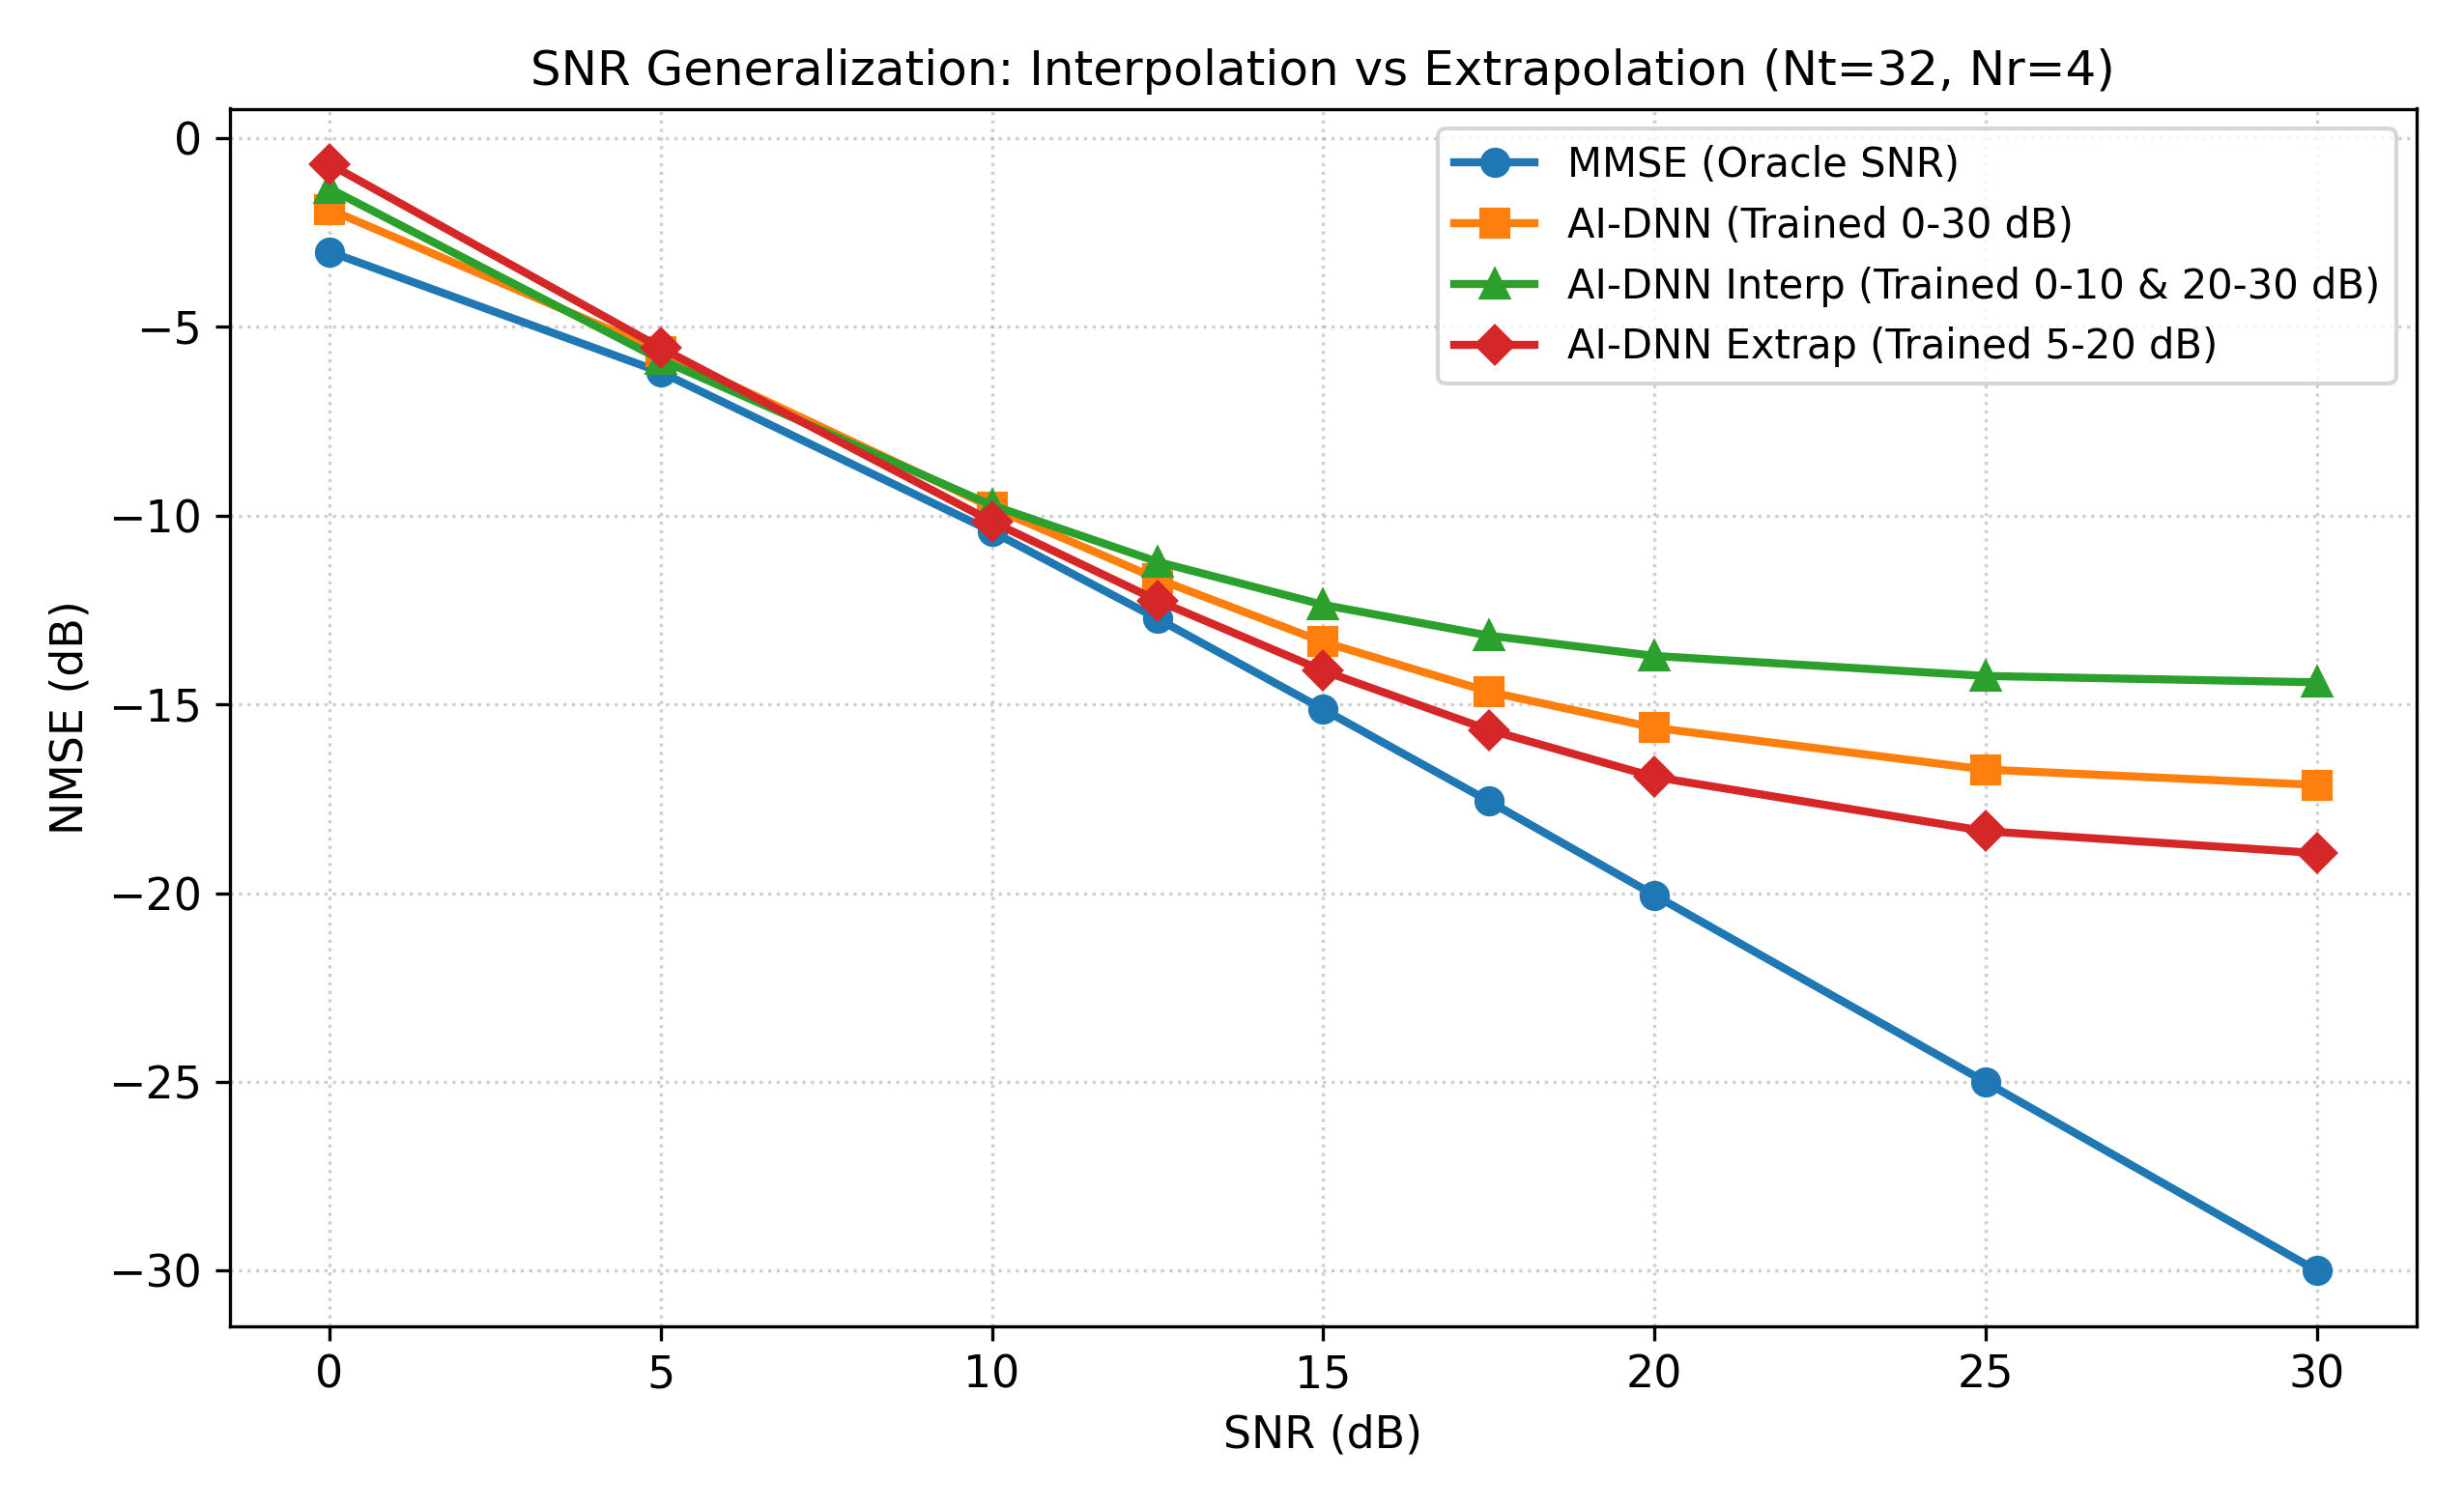 SNR Generalization: Interpolation vs Extrapolation (Nt=32, Nr=4)
MMSE (Oracle SNR)
AI-DNN (Trained 0-30 dB)
AI-DNN Interp (Trained 0-10 & 20-30 dB)
AI-DNN Extrap (Trained 5-20 dB)
NMSE (dB)
0
−5
−10
−15
−20
−25
−30
0 5 10 15 20 25 30
SNR (dB)